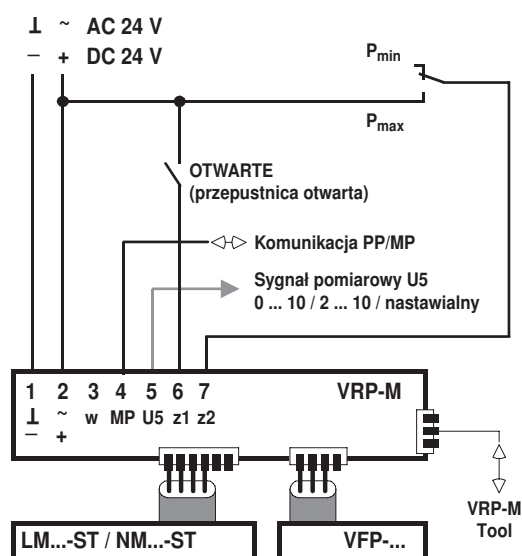 ⊥ ~ AC 24 V
– + DC 24 V
Pmin
Pmax
OTWARTE
(przepustnica otwarta)
Komunikacja PP/MP
Sygnał pomiarowy U5
0 ... 10 / 2 ... 10 / nastawialny
1 2 3 4 5 6 7 VRP-M
⊥ ~ w MP U5 z1 z2
– +
VRP-M
Tool
LM...-ST / NM...-ST
VFP-...